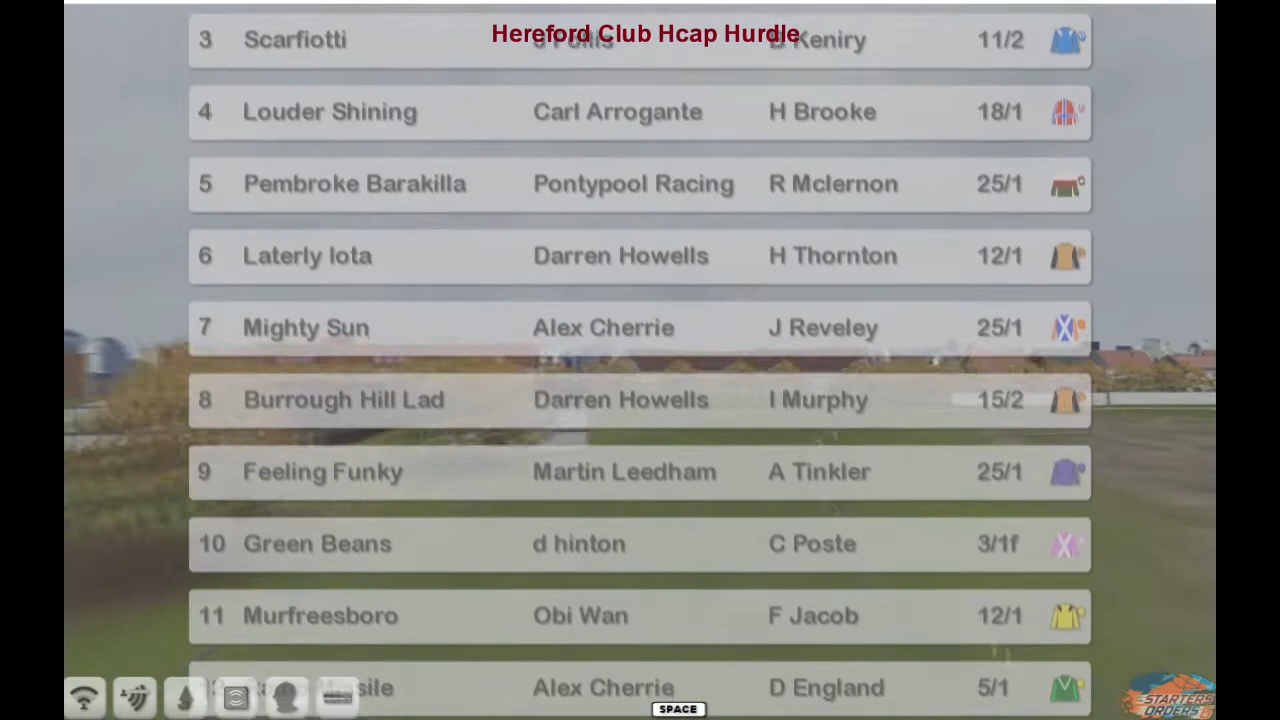 Hereford Club Hcap Hurdle
3 Scarfiotti Keniry 11/2
4 Louder Shining Carl Arrogante H Brooke 18/1
5 Pembroke Barakilla Pontypool Racing R Mclernon 25/1
6 Laterly Iota Darren Howells H Thornton 12/1
7 Mighty Sun Alex Cherrie J Reveley 25/1
8 Burrough Hill Lad Darren Howells I Murphy 15/2
9 Feeling Funky Martin Leedham A Tinkler 25/1
10 Green Beans d hinton C Poste 3/1f
11 Murfreesboro Obi Wan F Jacob 12/1
Alex Cherrie D England 5/1
SPACE
STARTERS
ORDERS 6